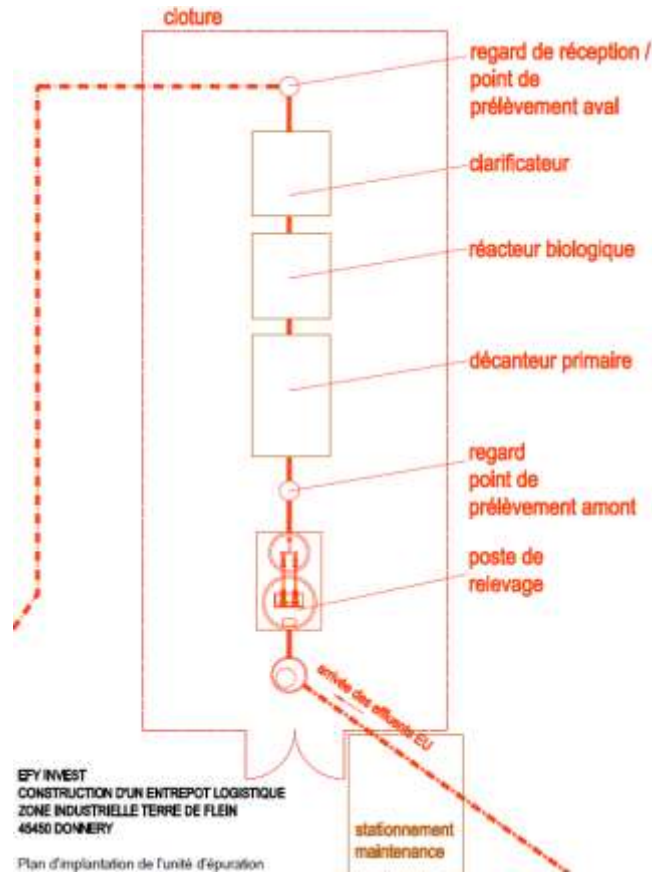 cloture
regard de réception /
point de
prélèvement aval
clarificateur
réacteur biologique
décanteur primaire
regard
point de
prélèvement amont
poste de
relevage
arrivée des effluents EU
EFY INVEST
CONSTRUCTION D'UN ENTREPOT LOGISTIQUE
ZONE INDUSTRIELLE TERRE DE FLEIN
45450 DONNERY
Plan d'implantation de l'unité d'épuration
stationnement
maintenance